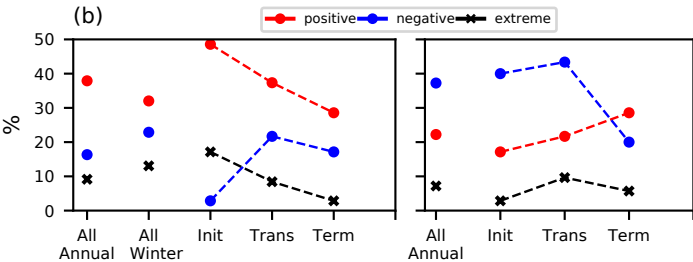 (b)
positive negative extreme
50
40
30
20
10
0
%
All Annual All Winter Init Trans Term
All Annual Init Trans Term